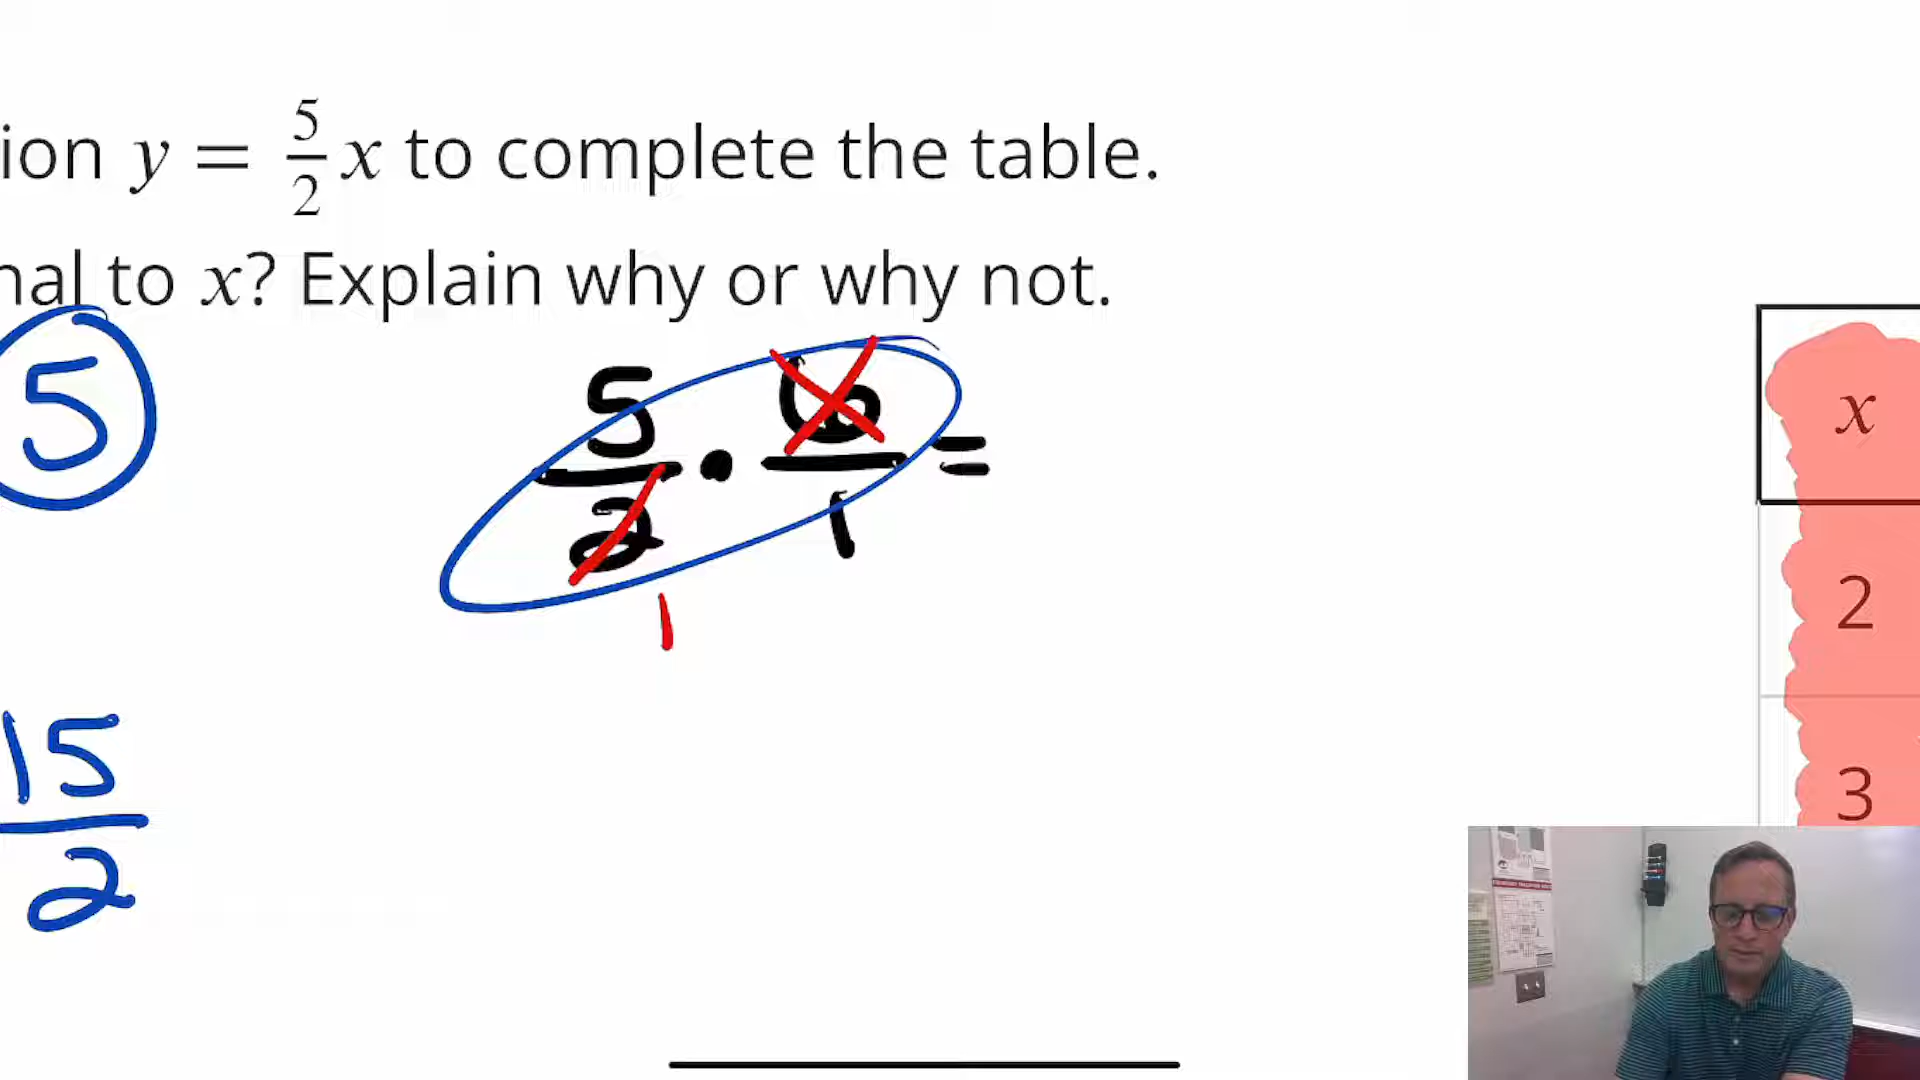 ion y = 5/2 x to complete the table.
nal to x? Explain why or why not.
5
5/2 · 6/1 =
1
15/2
x
2
3